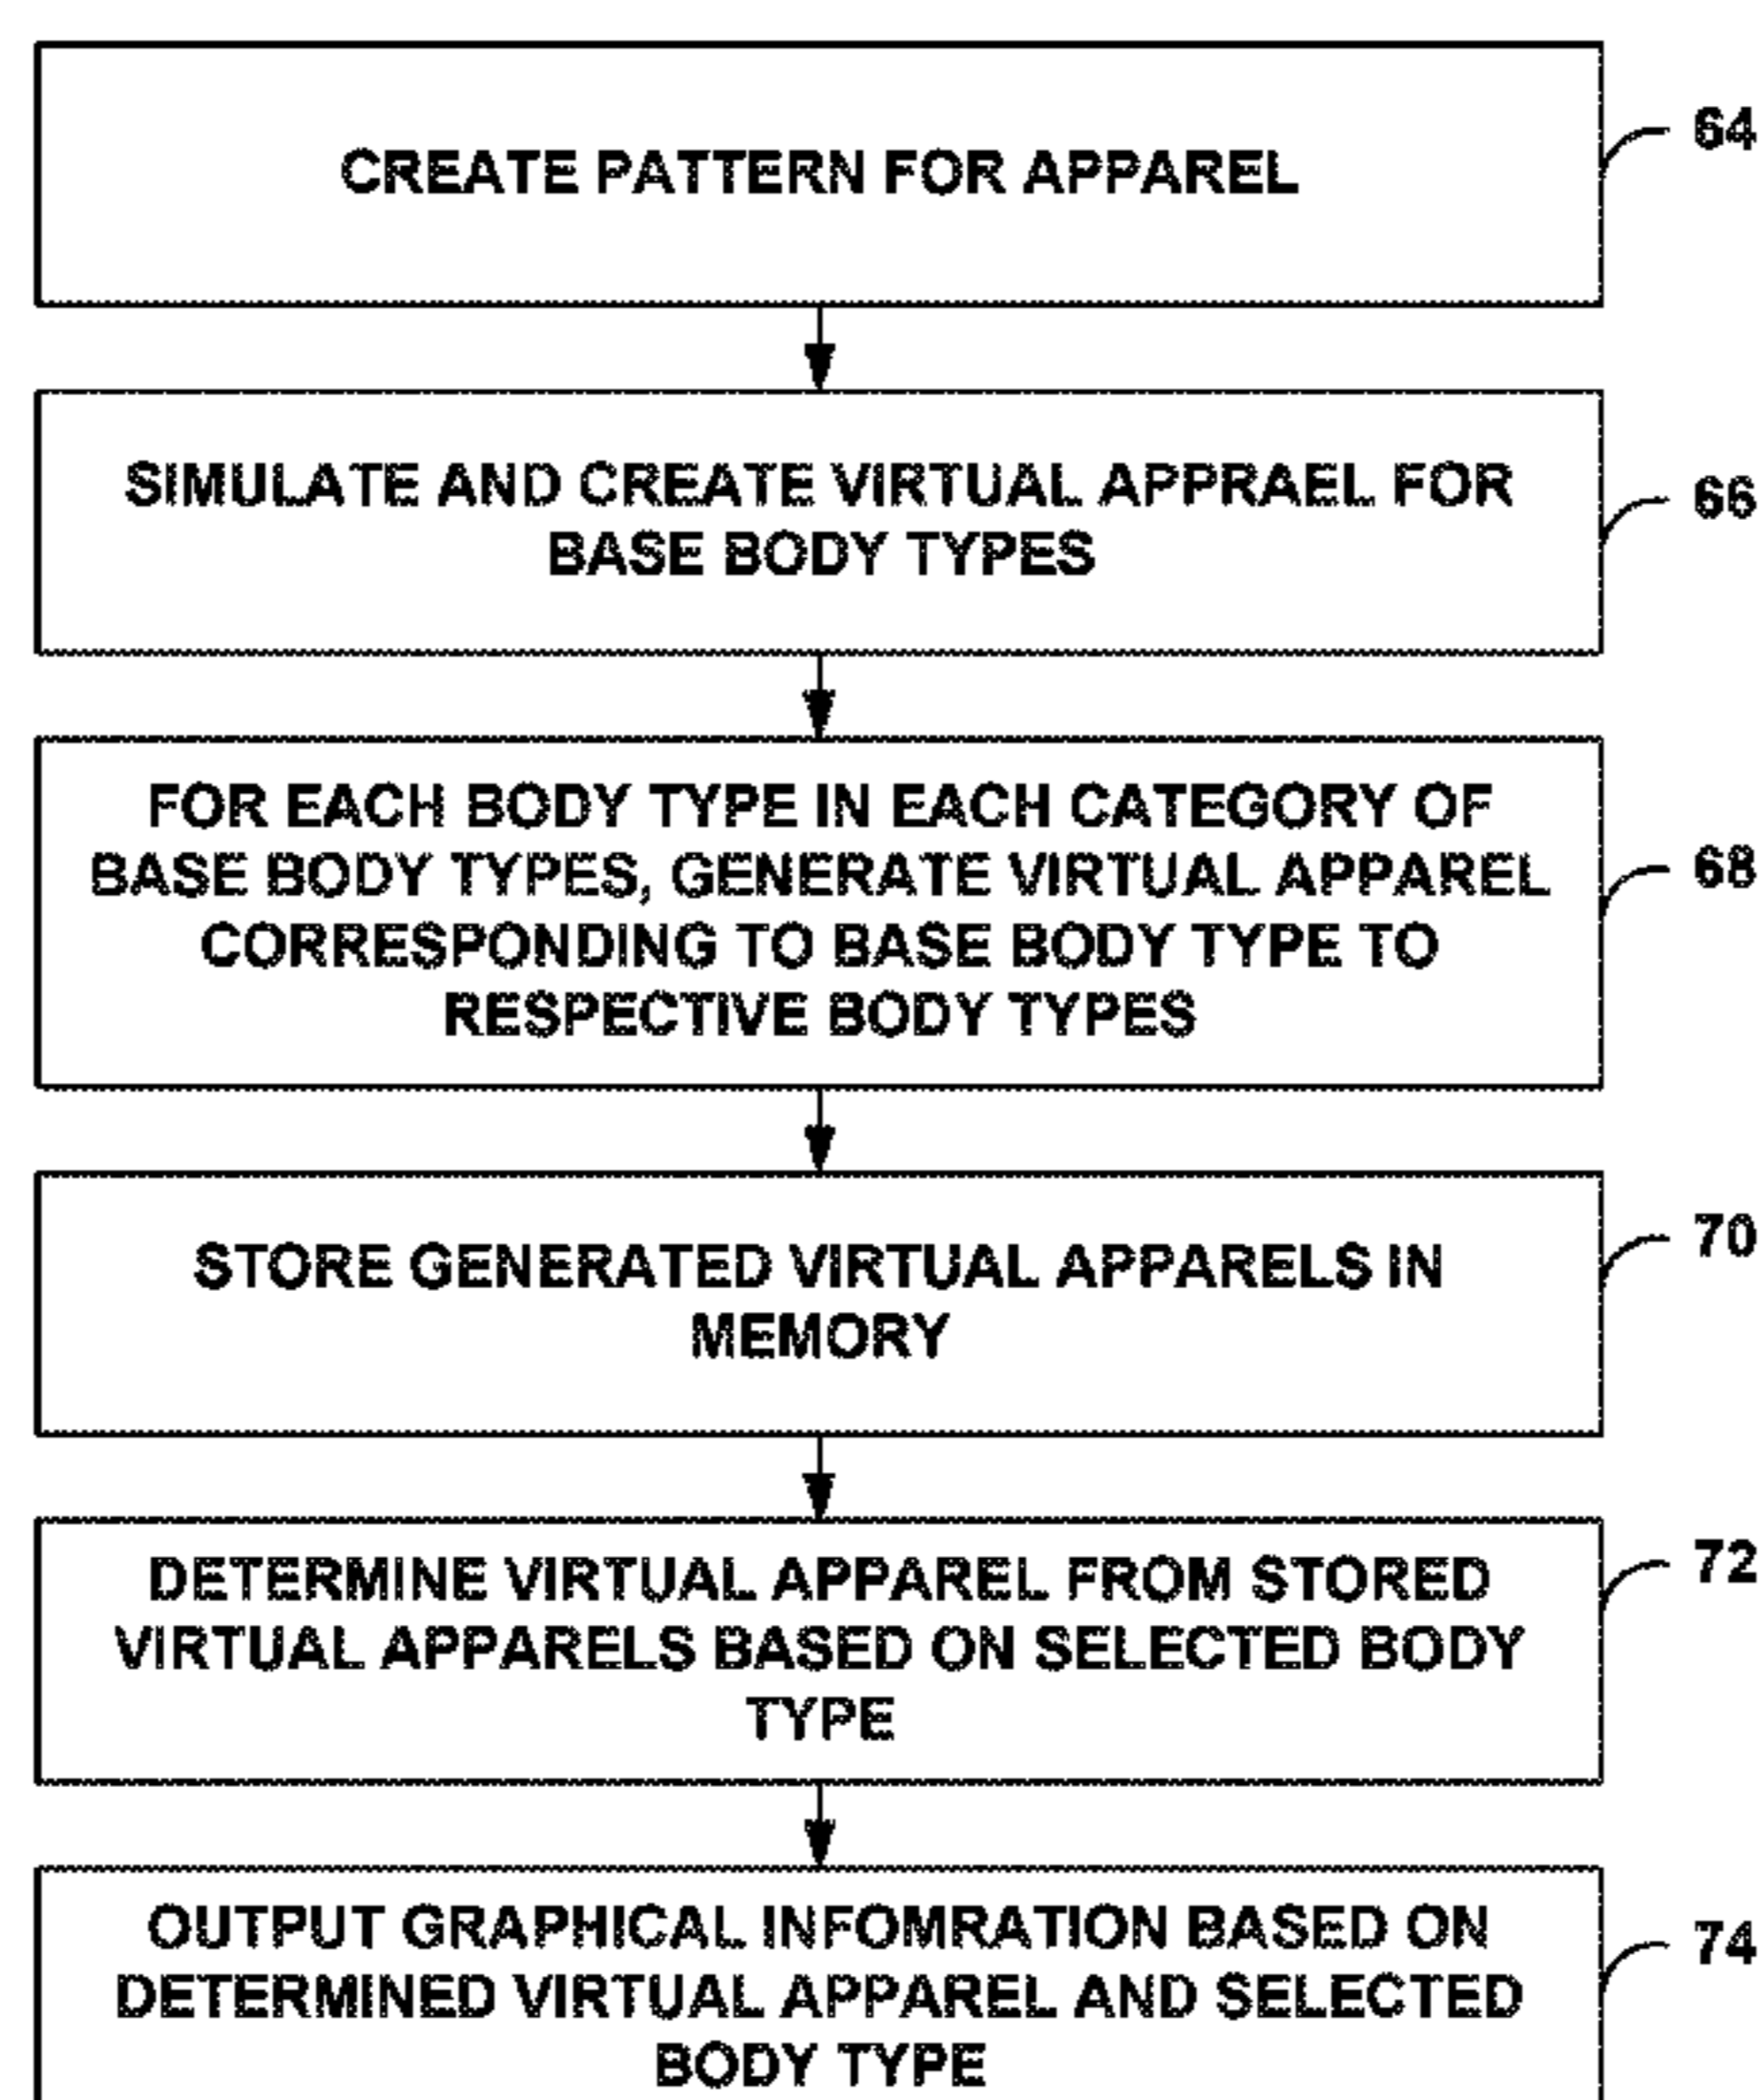 CREATE PATTERN FOR APPAREL
64
SIMULATE AND CREATE VIRTUAL APPRAEL FOR
BASE BODY TYPES
66
FOR EACH BODY TYPE IN EACH CATEGORY OF
BASE BODY TYPES, GENERATE VIRTUAL APPAREL
CORRESPONDING TO BASE BODY TYPE TO
RESPECTIVE BODY TYPES
68
STORE GENERATED VIRTUAL APPARELS IN
MEMORY
70
DETERMINE VIRTUAL APPAREL FROM STORED
VIRTUAL APPARELS BASED ON SELECTED BODY
TYPE
72
OUTPUT GRAPHICAL INFOMRATION BASED ON
DETERMINED VIRTUAL APPAREL AND SELECTED
BODY TYPE
74